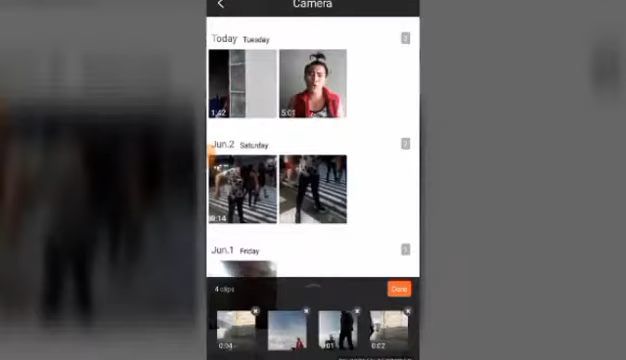 Camera
Today Tuesday
1:42
5:01
Jun.2 Saturday
0:14
Jun.1 Friday
4 clips
Done
0:04
0:01
0:02